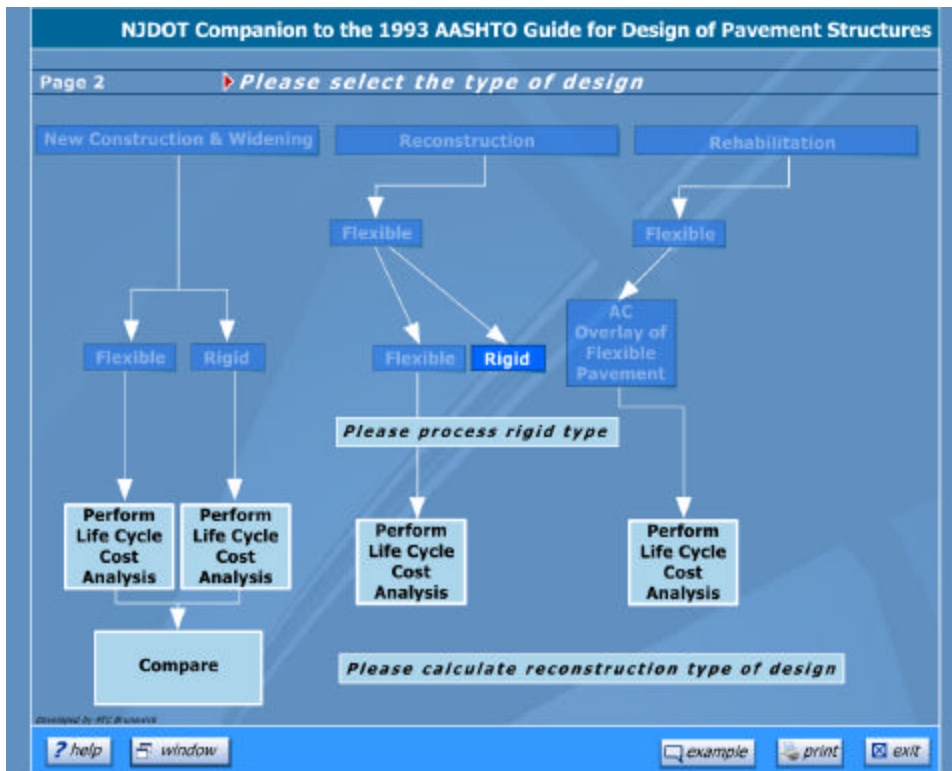 NJDOT Companion to the 1993 AASHTO Guide for Design of Pavement Structures
Page 2
Please select the type of design
New Construction & Widening
Reconstruction
Rehabilitation
Flexible
Flexible
Flexible
Rigid
Flexible
Rigid
AC
Overlay of
Flexible
Pavement
Please process rigid type
Perform
Life Cycle
Cost
Analysis
Perform
Life Cycle
Cost
Analysis
Perform
Life Cycle
Cost
Analysis
Perform
Life Cycle
Cost
Analysis
Compare
Please calculate reconstruction type of design
Developed by
? help
window
example
print
exit